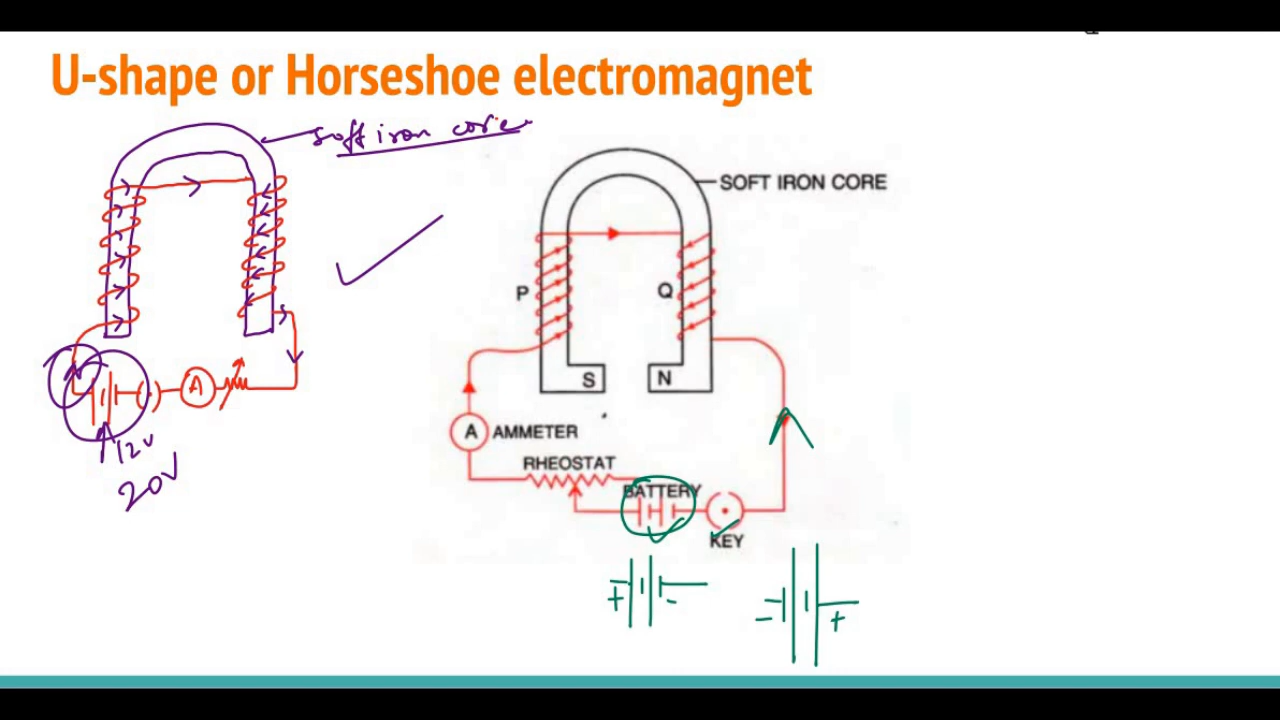 U-shape or Horseshoe electromagnet
soft iron core
SOFT IRON CORE
P
Q
S
N
A
AMMETER
RHEOSTAT
BATTERY
KEY
A
12v
20V
+
-
-
+